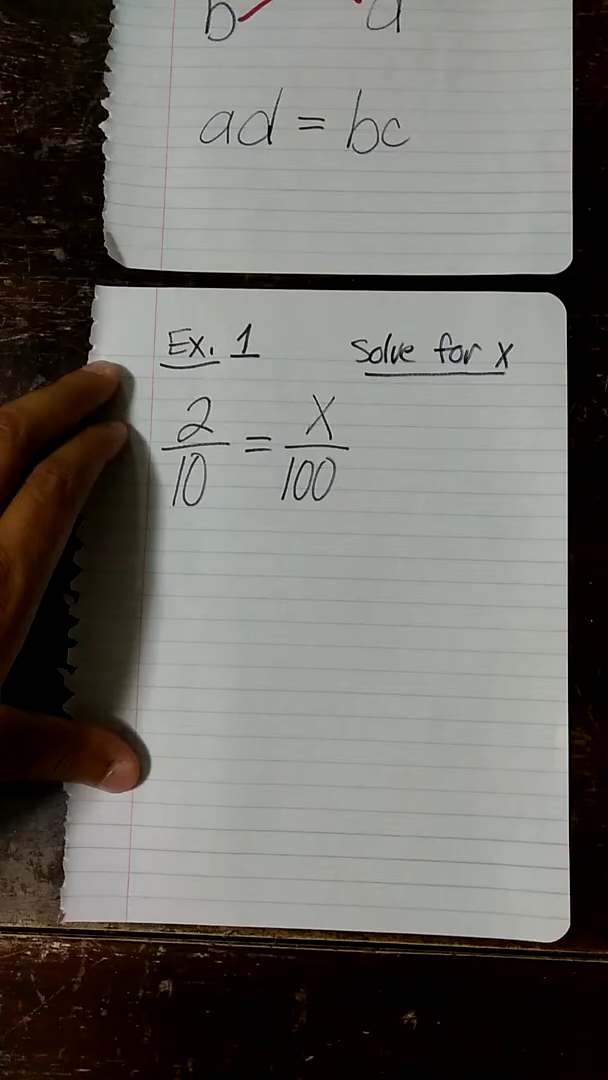 b d
ad = bc
Ex. 1 Solve for x
2/10 = x/100